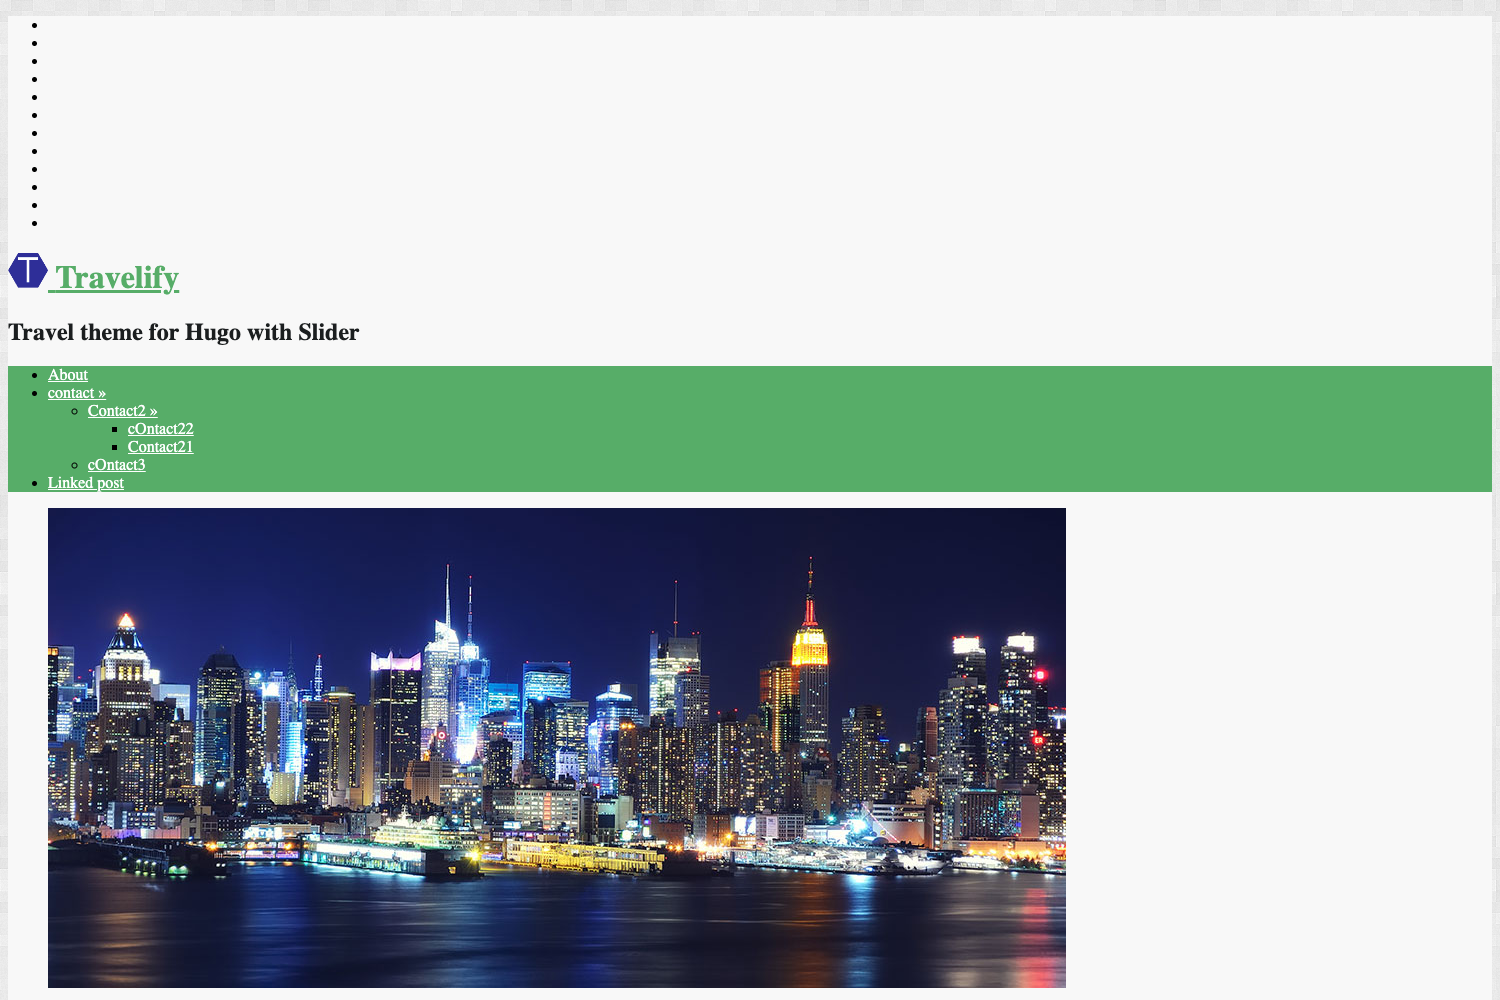 T Travelify
Travel theme for Hugo with Slider
About
contact »
Contact2 »
cOntact22
Contact21
cOntact3
Linked post